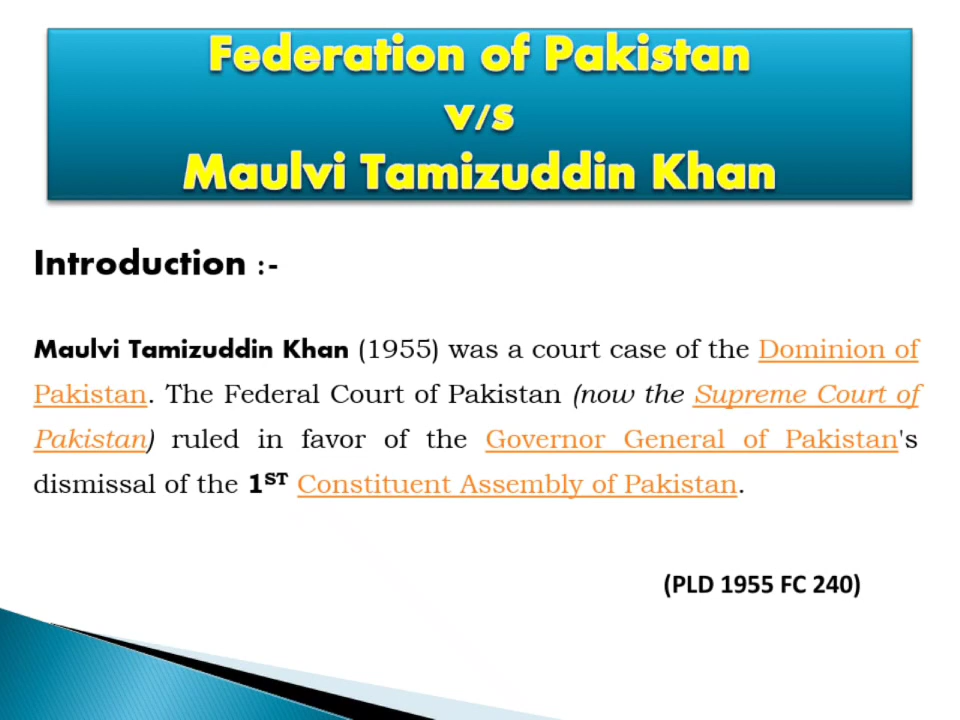 Federation of Pakistan
v/s
Maulvi Tamizuddin Khan
Introduction :-
Maulvi Tamizuddin Khan (1955) was a court case of the Dominion of
Pakistan. The Federal Court of Pakistan (now the Supreme Court of
Pakistan) ruled in favor of the Governor General of Pakistan's
dismissal of the 1ST Constituent Assembly of Pakistan.
(PLD 1955 FC 240)